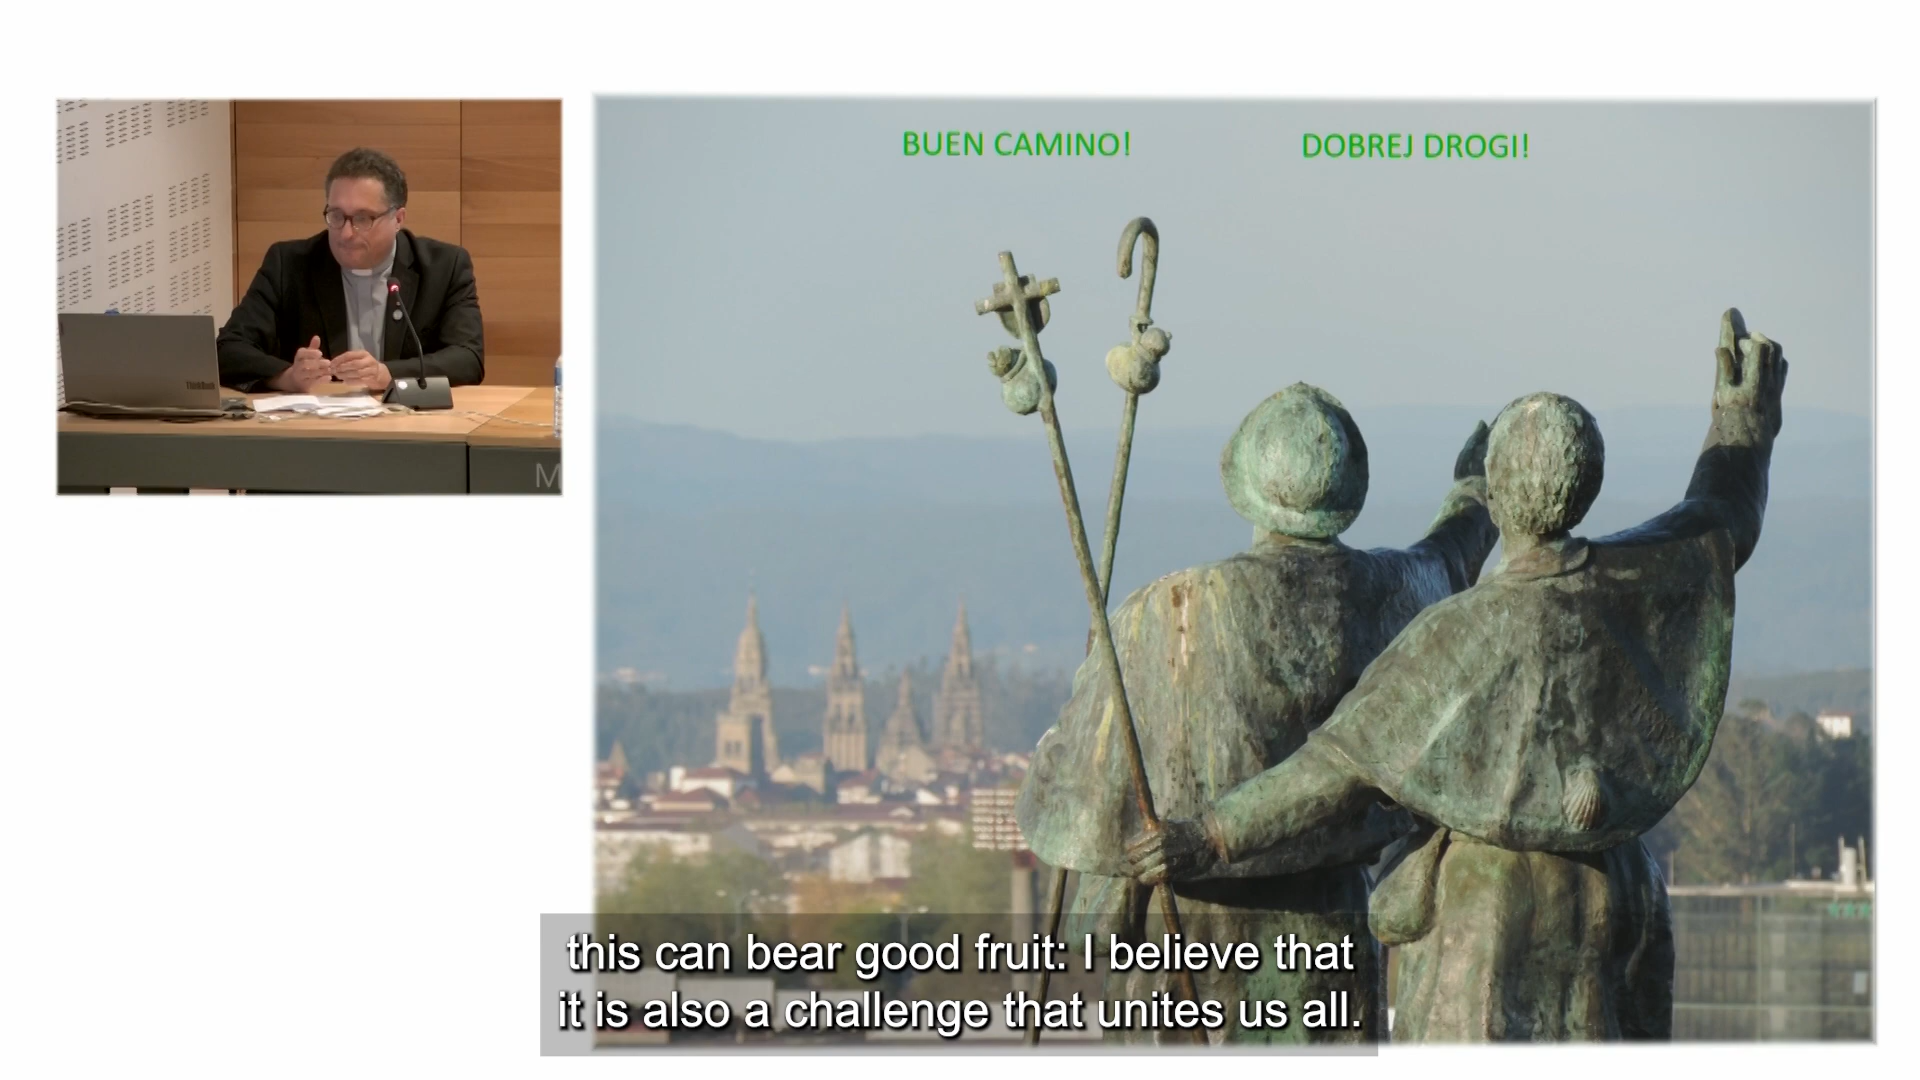 BUEN CAMINO!
DOBREJ DROGI!
ThinkBook
M
this can bear good fruit: I believe that
it is also a challenge that unites us all.